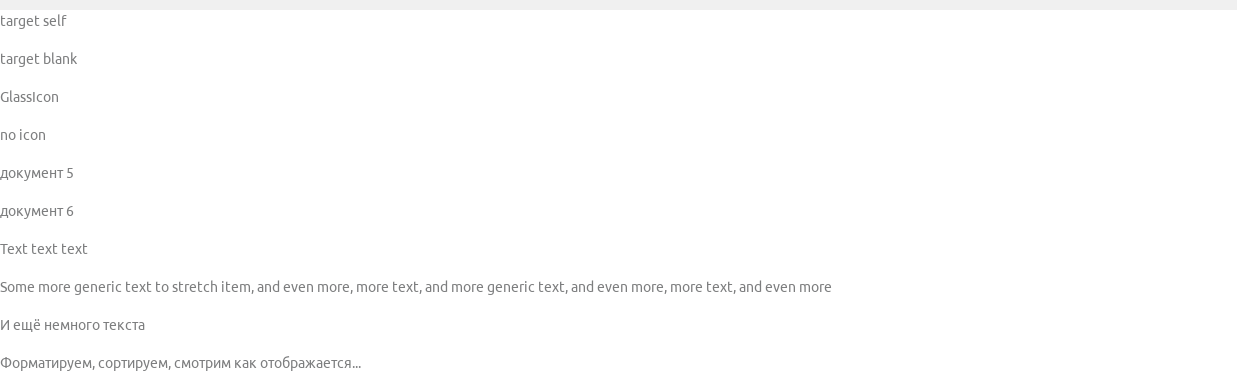 target self
target blank
GlassIcon
no icon
документ 5
документ 6
Text text text
Some more generic text to stretch item, and even more, more text, and more generic text, and even more, more text, and even more
И ещё немного текста
Форматируем, сортируем, смотрим как отображается...